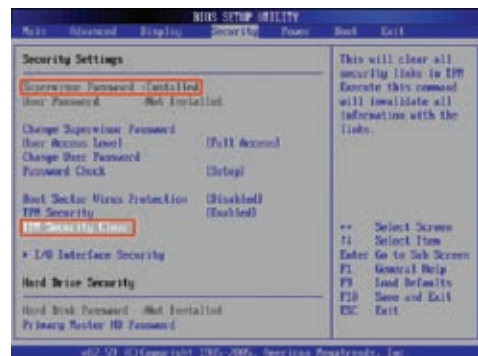 BIOS SETUP UTILITY
Main Advanced Display Security Power Boot Exit
Security Settings
Supervisor Password :Installed
User Password :Not Installed
Change Supervisor Password
User Access Level [Full Access]
Change User Password
Password Check [Setup]
Boot Sector Virus Protection [Disabled]
TPM Security [Enabled]
TPM Security Clear
▸ I/O Interface Security
Hard Drive Security
Hard Disk Password :Not Installed
Primary Master HD Password
This will clear all
security links in TPM
Execute this command
will invalidate all
information with the
links.
↔ Select Screen
↑↓ Select Item
Enter Go to Sub Screen
F1 General Help
F9 Load Defaults
F10 Save and Exit
ESC Exit
v02.59 (C)Copyright 1985-2005, American Megatrends, Inc.